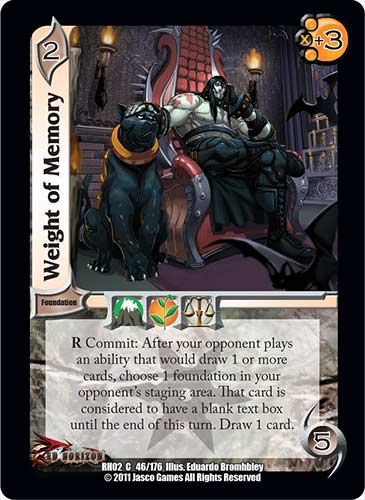 2
X +3
Weight of Memory
Foundation
R Commit: After your opponent plays
an ability that would draw 1 or more
cards, choose 1 foundation in your
opponent's staging area. That card is
considered to have a blank text box
until the end of this turn. Draw 1 card.
RED HORIZON
5
RH02 C 46/176 Illus. Eduardo Brombbley
© 2011 Jasco Games All Rights Reserved